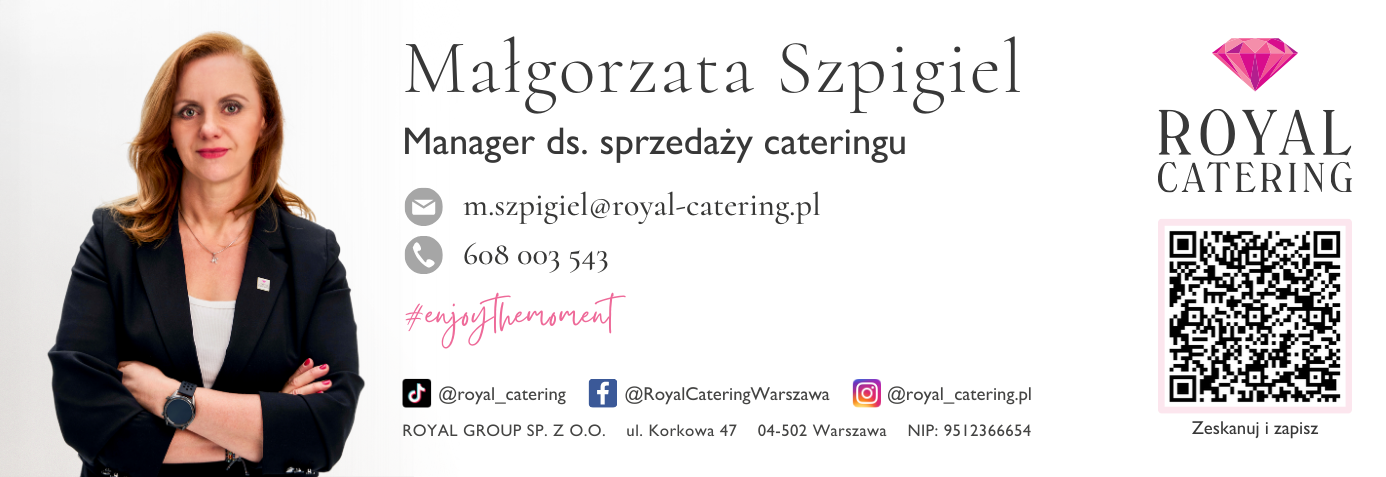 Małgorzata Szpigiel
Manager ds. sprzedaży cateringu
m.szpigiel@royal-catering.pl
608 003 543
#enjoythemoment
@royal_catering @RoyalCateringWarszawa @royal_catering.pl
ROYAL GROUP SP. Z O.O. ul. Korkowa 47 04-502 Warszawa NIP: 9512366654
ROYAL
CATERING
Zeskanuj i zapisz